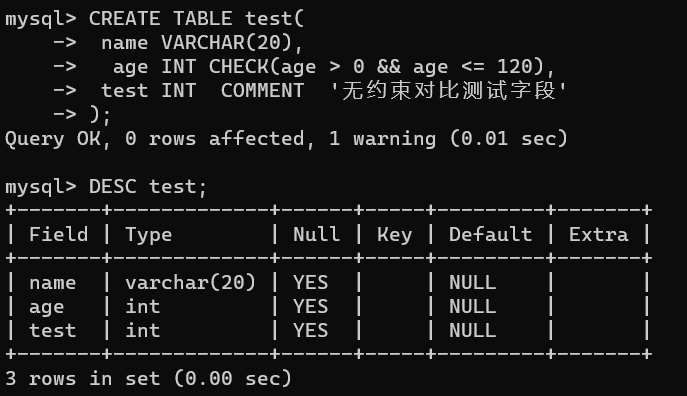 mysql> CREATE TABLE test(
    ->  name VARCHAR(20),
    ->   age INT CHECK(age > 0 && age <= 120),
    ->  test INT  COMMENT  '无约束对比测试字段'
    -> );
Query OK, 0 rows affected, 1 warning (0.01 sec)

mysql> DESC test;
+-------+-------------+------+-----+---------+-------+
| Field | Type        | Null | Key | Default | Extra |
+-------+-------------+------+-----+---------+-------+
| name  | varchar(20) | YES  |     | NULL    |       |
| age   | int         | YES  |     | NULL    |       |
| test  | int         | YES  |     | NULL    |       |
+-------+-------------+------+-----+---------+-------+
3 rows in set (0.00 sec)